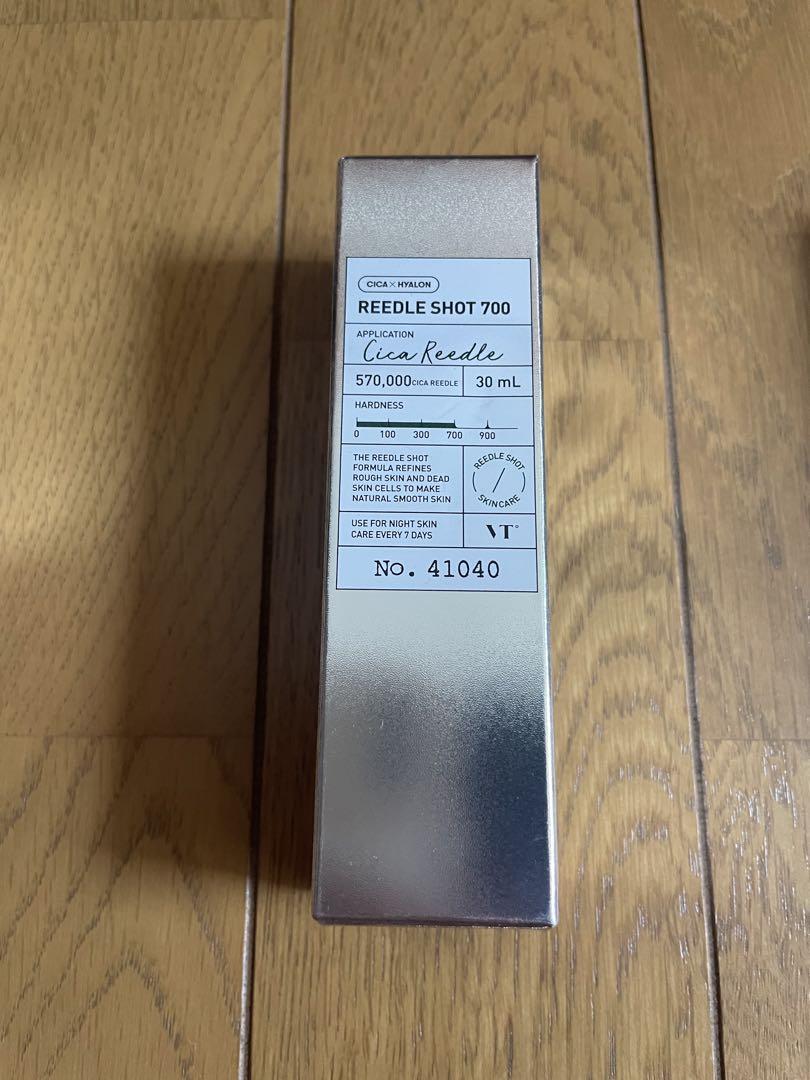 CICA × HYALON
REEDLE SHOT 700
APPLICATION
Cica Reedle
570,000 CICA REEDLE
30 mL
HARDNESS
0 100 300 700 900
THE REEDLE SHOT
FORMULA REFINES
ROUGH SKIN AND DEAD
SKIN CELLS TO MAKE
NATURAL SMOOTH SKIN
REEDLE SHOT
SKINCARE
USE FOR NIGHT SKIN
CARE EVERY 7 DAYS
VT°
No. 41040